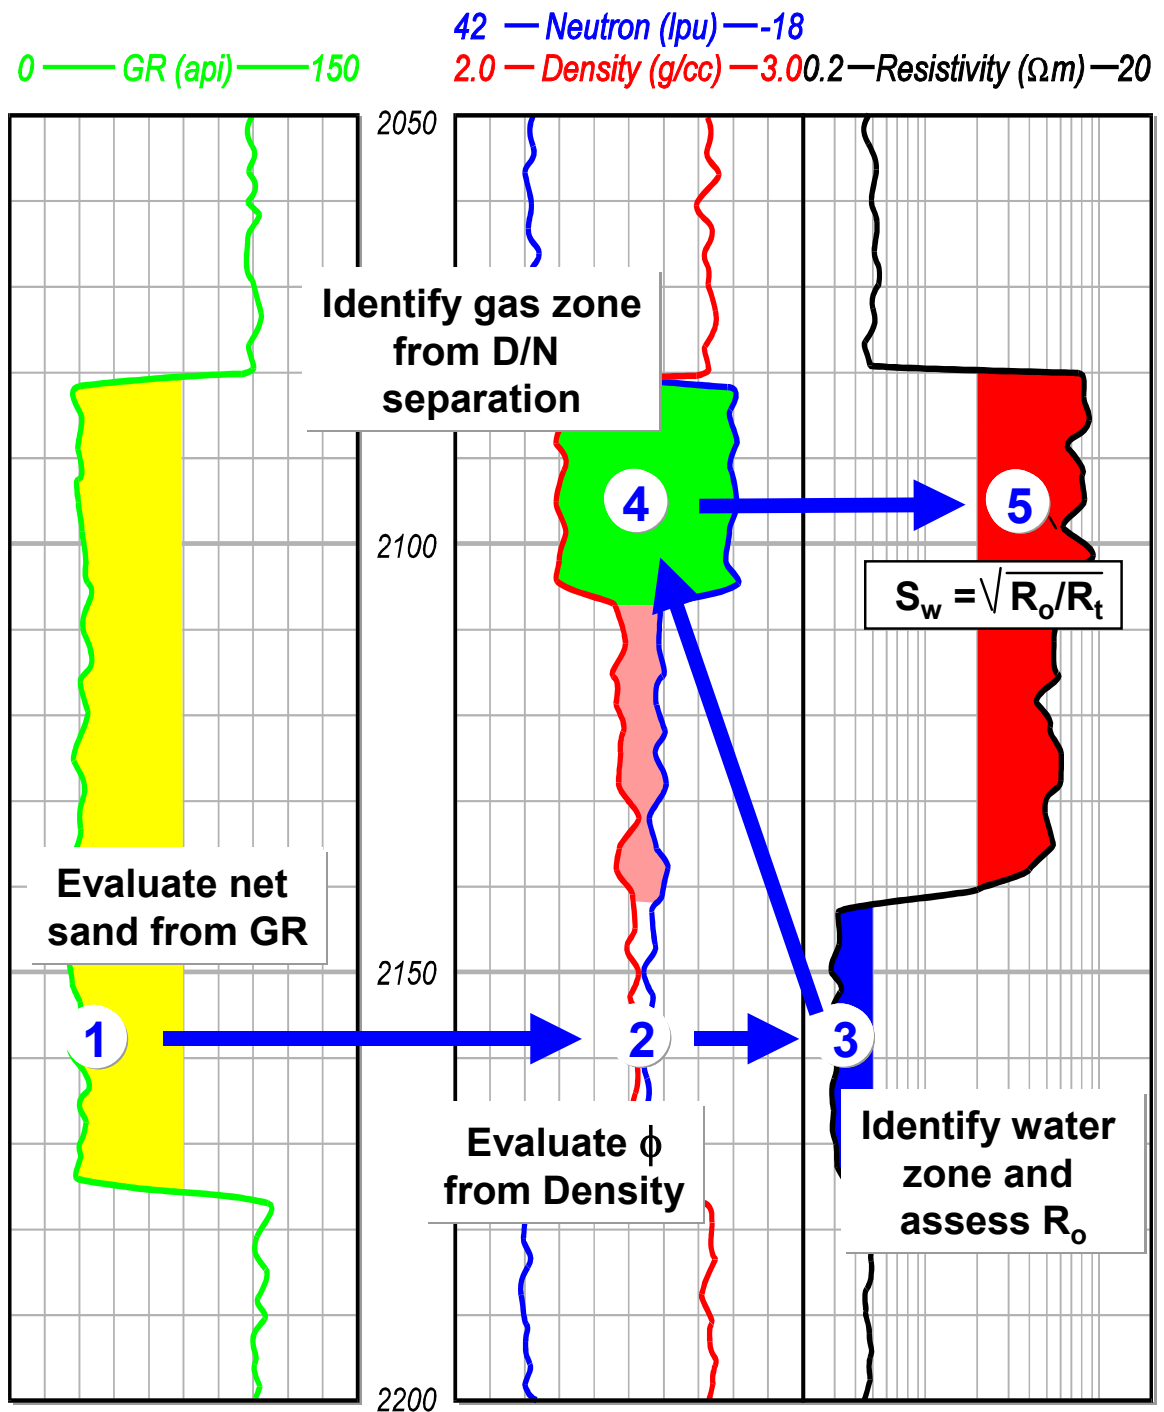 42 Neutron (lpu) -18
0 GR (api) 150
2.0 Density (g/cc) 3.0
0.2 Resistivity (Ωm) 20
2050
Identify gas zone
from D/N
separation
4
5
2100
Sw = √Ro/Rt
Evaluate net
sand from GR
2150
1
2
3
Evaluate ϕ
from Density
Identify water
zone and
assess Ro
2200